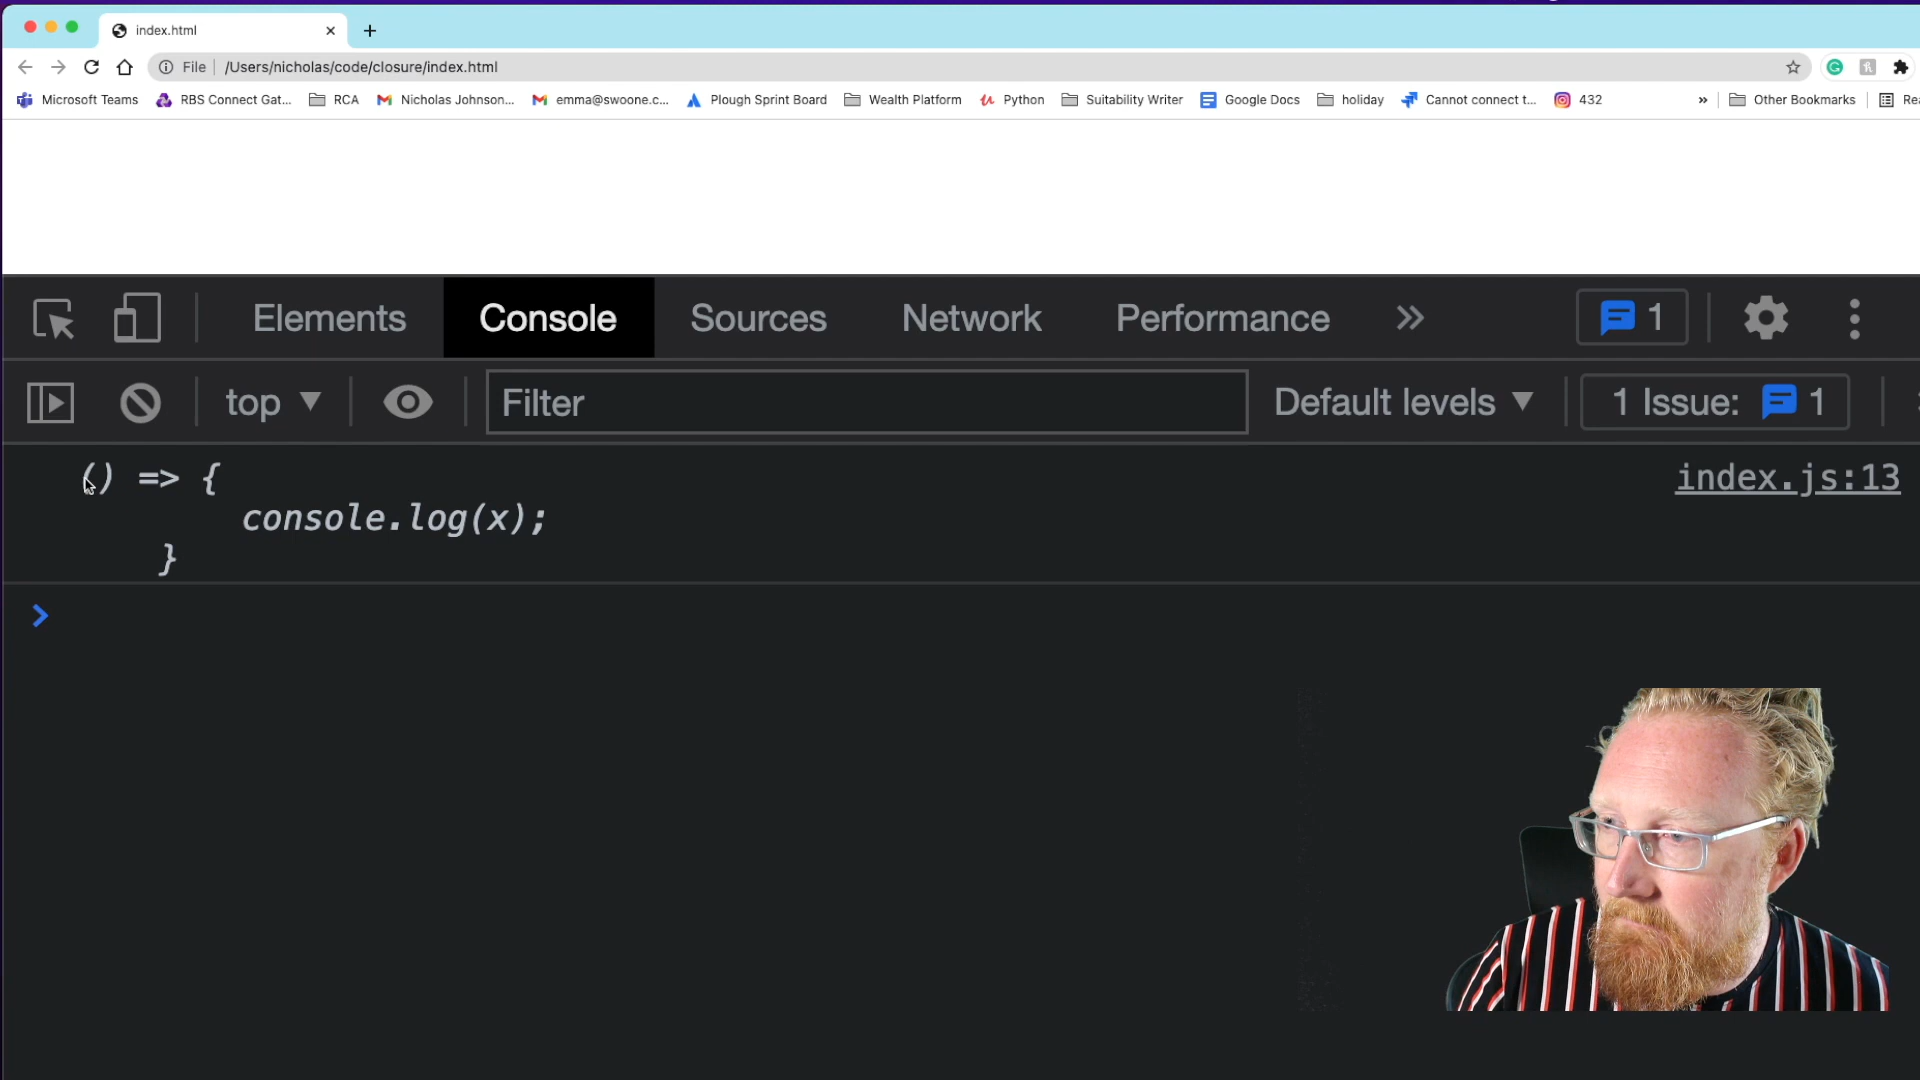 index.html
File /Users/nicholas/code/closure/index.html
Microsoft Teams RBS Connect Gat... RCA Nicholas Johnson... emma@swoone.c... Plough Sprint Board Wealth Platform Python Suitability Writer Google Docs holiday Cannot connect t... 432 » Other Bookmarks Rea
Elements Console Sources Network Performance 1
top Filter Default levels 1 Issue: 1
() => { index.js:13
console.log(x);
}